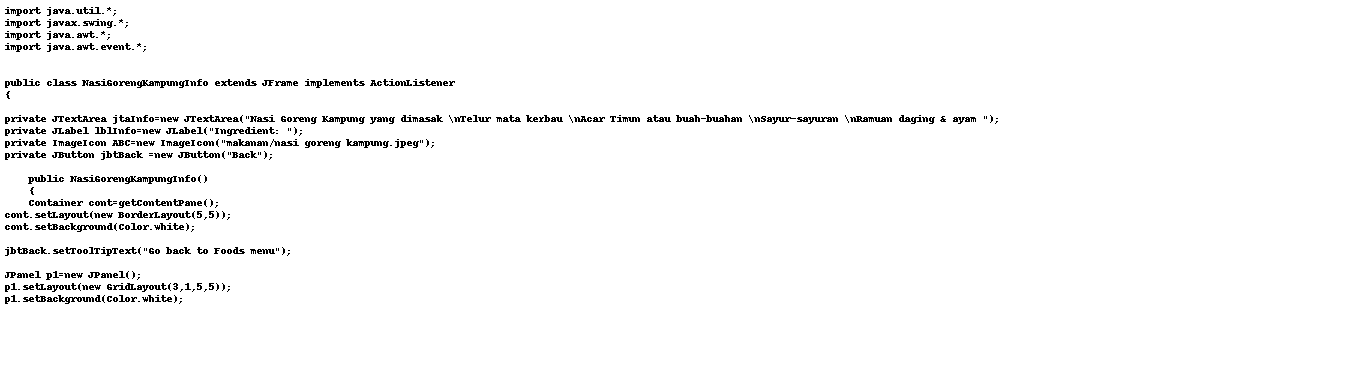 import java.util.*;
import javax.swing.*;
import java.awt.*;
import java.awt.event.*;
public class NasiGorengKampungInfo extends JFrame implements ActionListener
{
private JTextArea jtaInfo=new JTextArea("Nasi Goreng Kampung yang dimasak \nTelur mata kerbau \nAcar Timun atau buah-buahan \nSayur-sayuran \nRamuan daging & ayam ");
private JLabel lblInfo=new JLabel("Ingredient: ");
private ImageIcon ABC=new ImageIcon("makanan/nasi goreng kampung.jpeg");
private JButton jbtBack =new JButton("Back");
public NasiGorengKampungInfo()
{
Container cont=getContentPane();
cont.setLayout(new BorderLayout(5,5));
cont.setBackground(Color.white);
jbtBack.setToolTipText("Go back to Foods menu");
JPanel p1=new JPanel();
p1.setLayout(new GridLayout(3,1,5,5));
p1.setBackground(Color.white);